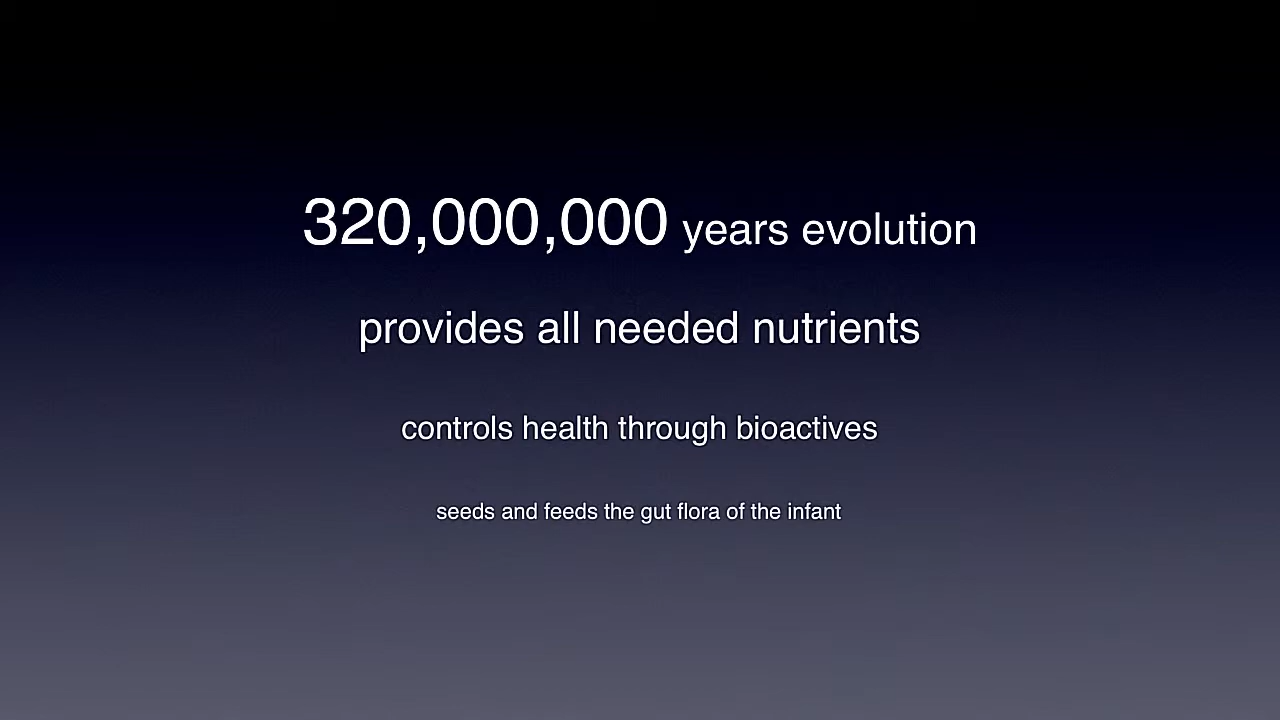 320,000,000 years evolution
provides all needed nutrients
controls health through bioactives
seeds and feeds the gut flora of the infant